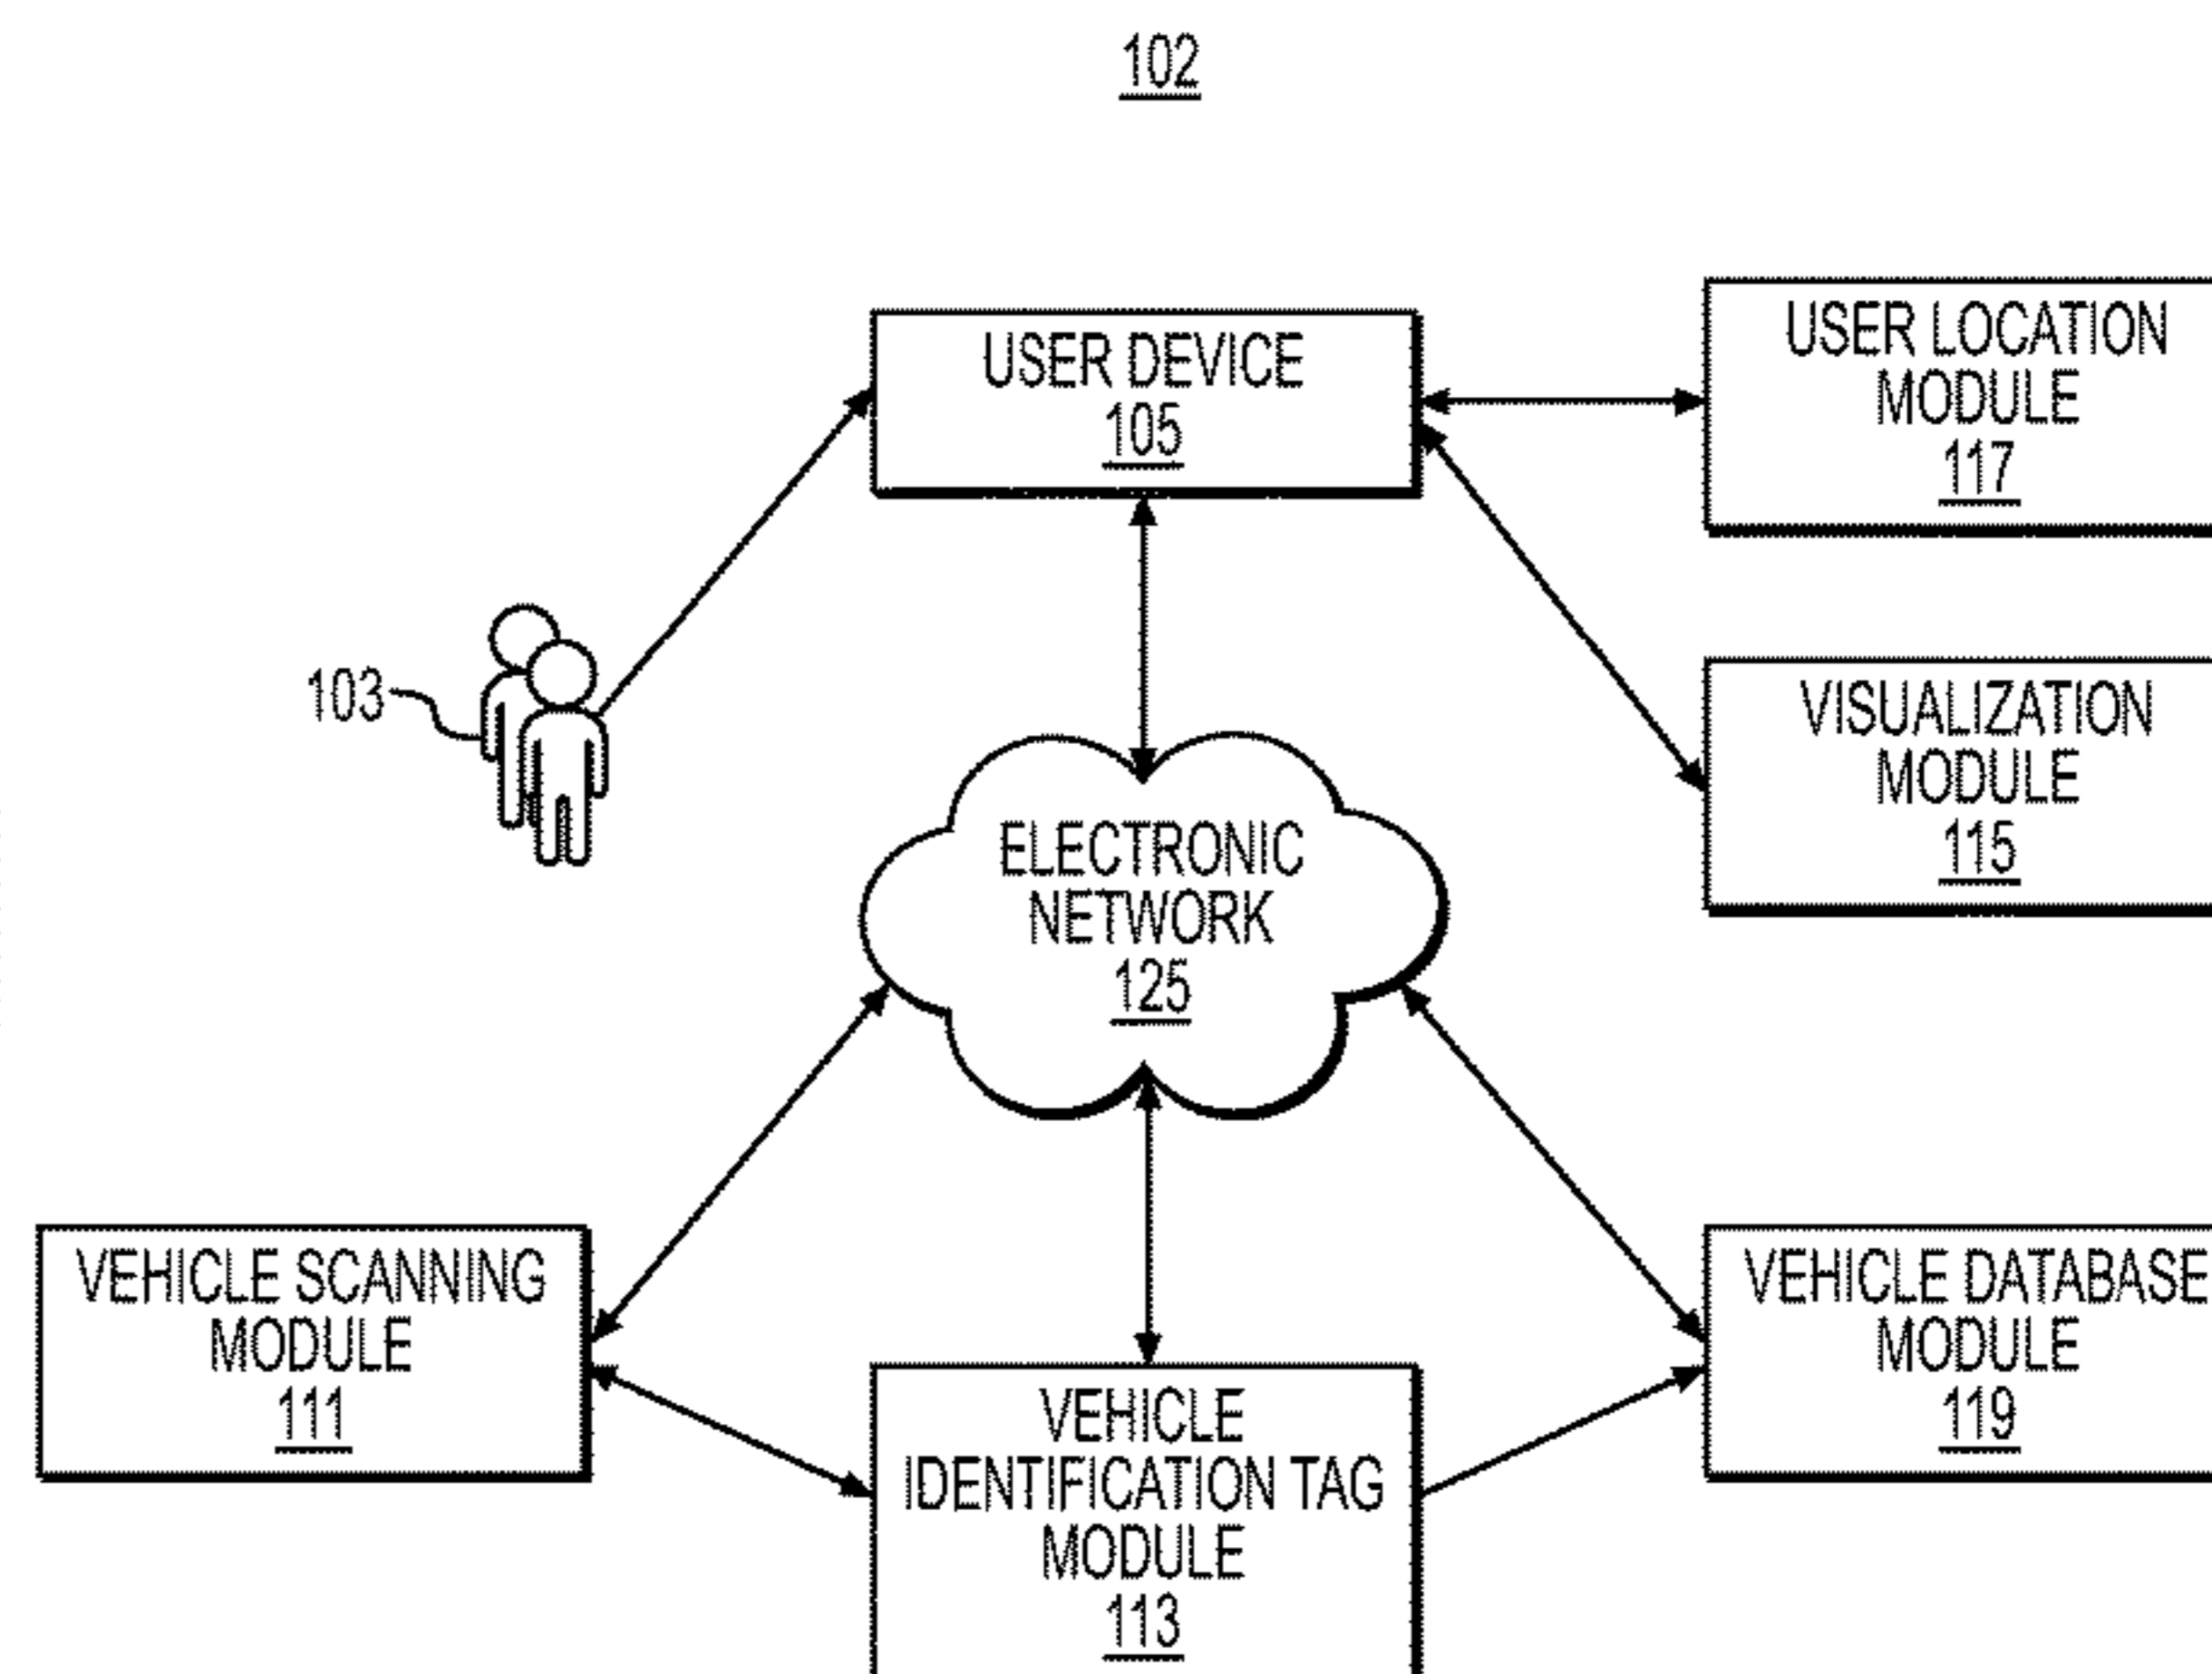 102
USER DEVICE
105
USER LOCATION
MODULE
117
103
VISUALIZATION
MODULE
115
ELECTRONIC
NETWORK
125
VEHICLE SCANNING
MODULE
111
VEHICLE
IDENTIFICATION TAG
MODULE
113
VEHICLE DATABASE
MODULE
119